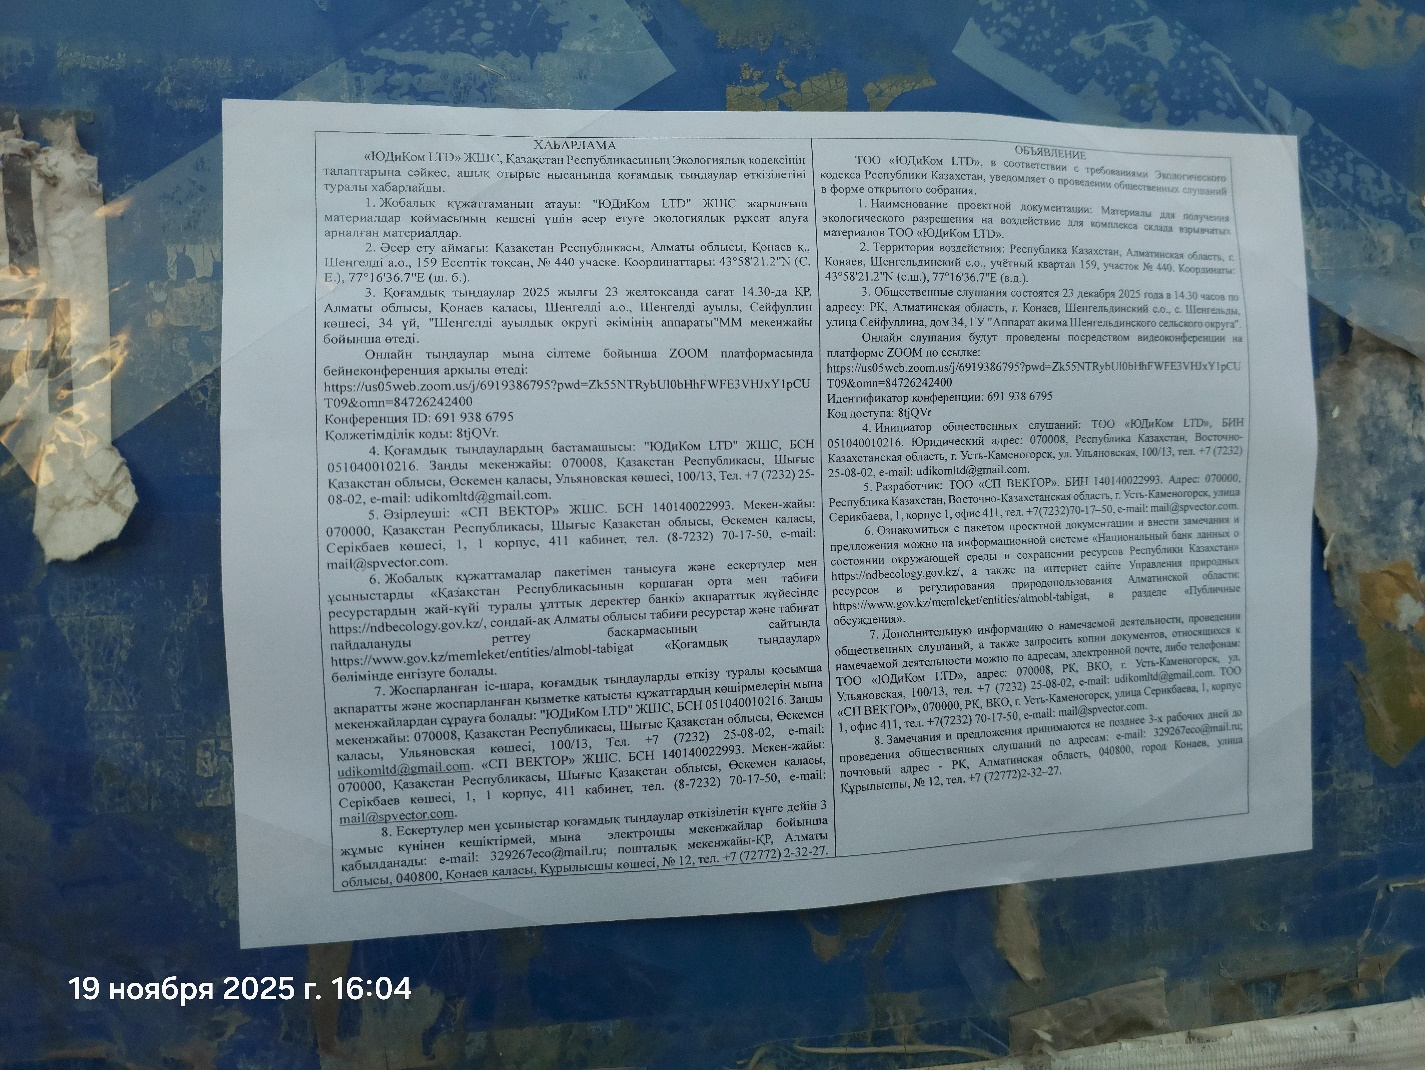 ХАБАРЛАМА
«ЮДиКом LTD» ЖШС, Қазақстан Республикасының Экологиялық кодексінің
талаптарына сәйкес, ашық отырыс нысанында қоғамдық тыңдаулар өткізілетіні
туралы хабарлайды.
1. Жобалық құжаттаманың атауы: "ЮДиКом LTD" ЖШС жарылғыш
материалдар қоймасының кешені үшін әсер етуге экологиялық рұқсат алуға
арналған материалдар.
2. Әсер ету аймағы: Қазақстан Республикасы, Алматы облысы, Қонаев қ.,
Шенгелді а.о., 159 Есептік тоқсан, № 440 учаске. Координаттары: 43°58'21.2"N (С.
Е.), 77°16'36.7"E (ш. б.).
3. Қоғамдық тыңдаулар 2025 жылғы 23 желтоқсанда сағат 14.30-да ҚР,
Алматы облысы, Қонаев қаласы, Шенгелді а.о., Шенгелді ауылы, Сейфуллин
көшесі, 34 үй, "Шенгелді ауылдық округі әкімінің аппараты"ММ мекенжайы
бойынша өтеді.
Онлайн тыңдаулар мына сілтеме бойынша ZOOM платформасында
бейнеконференция арқылы өтеді:
https://us05web.zoom.us/j/6919386795?pwd=Zk55NTRybUl0bHhFWFE3VHJxY1pCU
T09&omn=84726242400
Конференция ID: 691 938 6795
Қолжетімділік коды: 8tjQVr.
4. Қоғамдық тыңдаулардың бастамашысы: "ЮДиКом LTD" ЖШС, БСН
051040010216. Заңды мекенжайы: 070008, Қазақстан Республикасы, Шығыс
Қазақстан облысы, Өскемен қаласы, Ульяновская көшесі, 100/13, Тел. +7 (7232) 25-
08-02, e-mail: udikomltd@gmail.com.
5. Әзірлеуші: «СП ВЕКТОР» ЖШС. БСН 140140022993. Мекен-жайы:
070000, Қазақстан Республикасы, Шығыс Қазақстан облысы, Өскемен қаласы,
Серікбаев көшесі, 1, 1 корпус, 411 кабинет, тел. (8-7232) 70-17-50, e-mail:
mail@spvector.com.
6. Жобалық құжаттамалар пакетімен танысуға және ескертулер мен
ұсыныстарды «Қазақстан Республикасының қоршаған орта мен табиғи
ресурстардың жай-күйі туралы ұлттық деректер банкі» ақпараттық жүйесінде
https://ndbecology.gov.kz/, сондай-ақ Алматы облысы табиғи ресурстар және табиғат
пайдалануды реттеу басқармасының сайтында
https://www.gov.kz/memleket/entities/almobl-tabigat «Қоғамдық тыңдаулар»
бөлімінде енгізуге болады.
7. Жоспарланған іс-шара, қоғамдық тыңдауларды өткізу туралы қосымша
ақпаратты және жоспарланған қызметке қатысты құжаттардың көшірмелерін мына
мекенжайлардан сұрауға болады: "ЮДиКом LTD" ЖШС, БСН 051040010216. Заңды
мекенжайы: 070008, Қазақстан Республикасы, Шығыс Қазақстан облысы, Өскемен
қаласы, Ульяновская көшесі, 100/13, Тел. +7 (7232) 25-08-02, e-mail:
udikomltd@gmail.com. «СП ВЕКТОР» ЖШС. БСН 140140022993. Мекен-жайы:
070000, Қазақстан Республикасы, Шығыс Қазақстан облысы, Өскемен қаласы,
Серікбаев көшесі, 1, 1 корпус, 411 кабинет, тел. (8-7232) 70-17-50, e-mail:
mail@spvector.com.
8. Ескертулер мен ұсыныстар қоғамдық тыңдаулар өткізілетін күнге дейін 3
жұмыс күнінен кешіктірмей, мына электронды мекенжайлар бойынша
қабылданады: e-mail: 329267eco@mail.ru; пошталық мекенжайы-ҚР, Алматы
облысы, 040800, Қонаев қаласы, Құрылысшы көшесі, № 12, тел. +7 (72772) 2-32-27.
ОБЪЯВЛЕНИЕ
ТОО «ЮДиКом LTD», в соответствии с требованиями Экологического
кодекса Республики Казахстан, уведомляет о проведении общественных слушаний
в форме открытого собрания.
1. Наименование проектной документации: Материалы для получения
экологического разрешения на воздействие для комплекса склада взрывчатых
материалов ТОО «ЮДиКом LTD».
2. Территория воздействия: Республика Казахстан, Алматинская область, г.
Конаев, Шенгельдинский с.о., учётный квартал 159, участок № 440. Координаты:
43°58'21.2"N (с.ш.), 77°16'36.7"E (в.д.).
3. Общественные слушания состоятся 23 декабря 2025 года в 14.30 часов по
адресу: РК, Алматинская область, г. Конаев, Шенгельдинский с.о., с. Шенгельды,
улица Сейфуллина, дом 34, ГУ "Аппарат акима Шенгельдинского сельского округа".
Онлайн слушания будут проведены посредством видеоконференции на
платформе ZOOM по ссылке:
https://us05web.zoom.us/j/6919386795?pwd=Zk55NTRybUl0bHhFWFE3VHJxY1pCU
T09&omn=84726242400
Идентификатор конференции: 691 938 6795
Код доступа: 8tjQVr
4. Инициатор общественных слушаний: ТОО «ЮДиКом LTD», БИН
051040010216. Юридический адрес: 070008, Республика Казахстан, Восточно-
Казахстанская область, г. Усть-Каменогорск, ул. Ульяновская, 100/13, тел. +7 (7232)
25-08-02, e-mail: udikomltd@gmail.com.
5. Разработчик: ТОО «СП ВЕКТОР». БИН 140140022993. Адрес: 070000,
Республика Казахстан, Восточно-Казахстанская область, г. Усть-Каменогорск, улица
Серикбаева, 1, корпус 1, офис 411, тел. +7(7232)70-17–50, e-mail: mail@spvector.com.
6. Ознакомиться с пакетом проектной документации и внести замечания и
предложения можно на информационной системе «Национальный банк данных о
состоянии окружающей среды и сохранении ресурсов Республики Казахстан»
https://ndbecology.gov.kz/, а также на интернет сайте Управления природных
ресурсов и регулирования природопользования Алматинской области:
https://www.gov.kz/memleket/entities/almobl-tabigat, в разделе «Публичные
обсуждения».
7. Дополнительную информацию о намечаемой деятельности, проведении
общественных слушаний, а также запросить копии документов, относящихся к
намечаемой деятельности можно по адресам, электронной почте, либо телефонам:
ТОО «ЮДиКом LTD», адрес: 070008, РК, ВКО, г. Усть-Каменогорск, ул.
Ульяновская, 100/13, тел. +7 (7232) 25-08-02, e-mail: udikomltd@gmail.com. ТОО
«СП ВЕКТОР», 070000, РК, ВКО, г. Усть-Каменогорск, улица Серикбаева, 1, корпус
1, офис 411, тел. +7(7232) 70-17-50, e-mail: mail@spvector.com.
8. Замечания и предложения принимаются не позднее 3-х рабочих дней до
проведения общественных слушаний по адресам: e-mail: 329267eco@mail.ru;
почтовый адрес - РК, Алматинская область, 040800, город Конаев, улица
Құрылысшы, № 12, тел. +7 (72772)2-32–27.
19 ноября 2025 г. 16:04